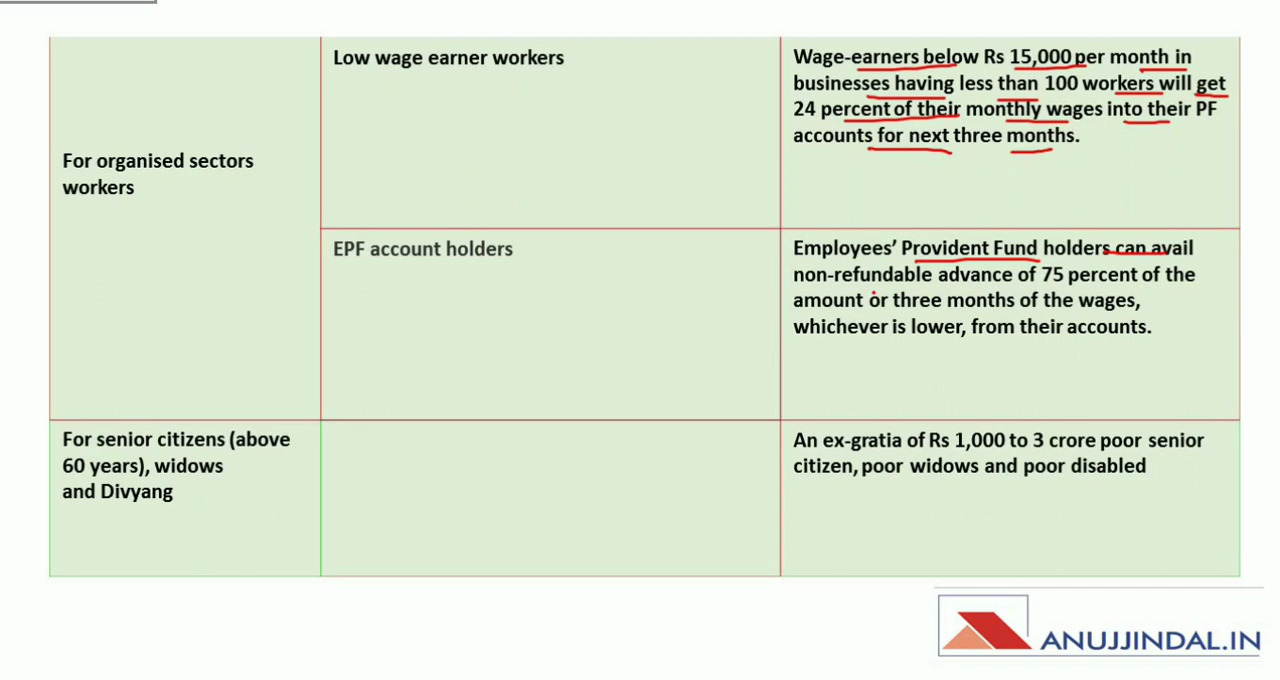 For organised sectors
workers
Low wage earner workers
Wage-earners below Rs 15,000 per month in
businesses having less than 100 workers will get
24 percent of their monthly wages into their PF
accounts for next three months.
EPF account holders
Employees’ Provident Fund holders can avail
non-refundable advance of 75 percent of the
amount or three months of the wages,
whichever is lower, from their accounts.
For senior citizens (above
60 years), widows
and Divyang
An ex-gratia of Rs 1,000 to 3 crore poor senior
citizen, poor widows and poor disabled
ANUJJINDAL.IN